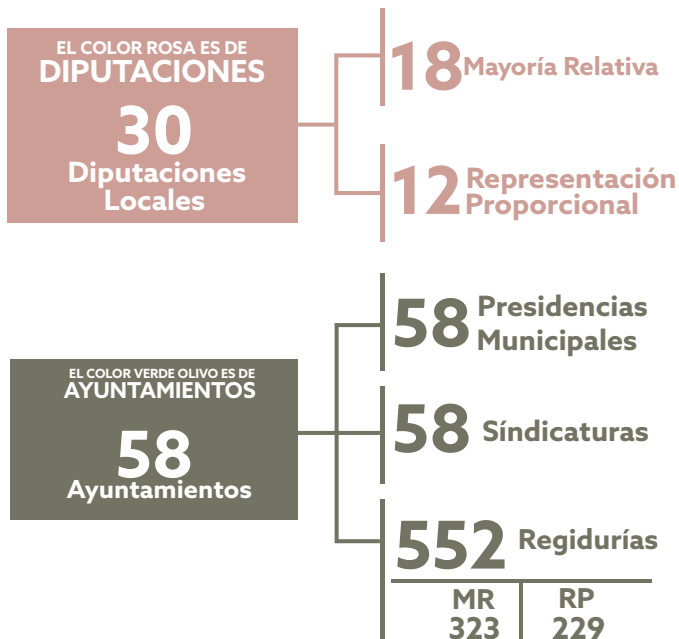 EL COLOR ROSA ES DE
DIPUTACIONES
30
Diputaciones
Locales
18 Mayoría Relativa
12 Representación
Proporcional
EL COLOR VERDE OLIVO ES DE
AYUNTAMIENTOS
58
Ayuntamientos
58 Presidencias
Municipales
58 Síndicaturas
552 Regidurías
MR RP
323 229